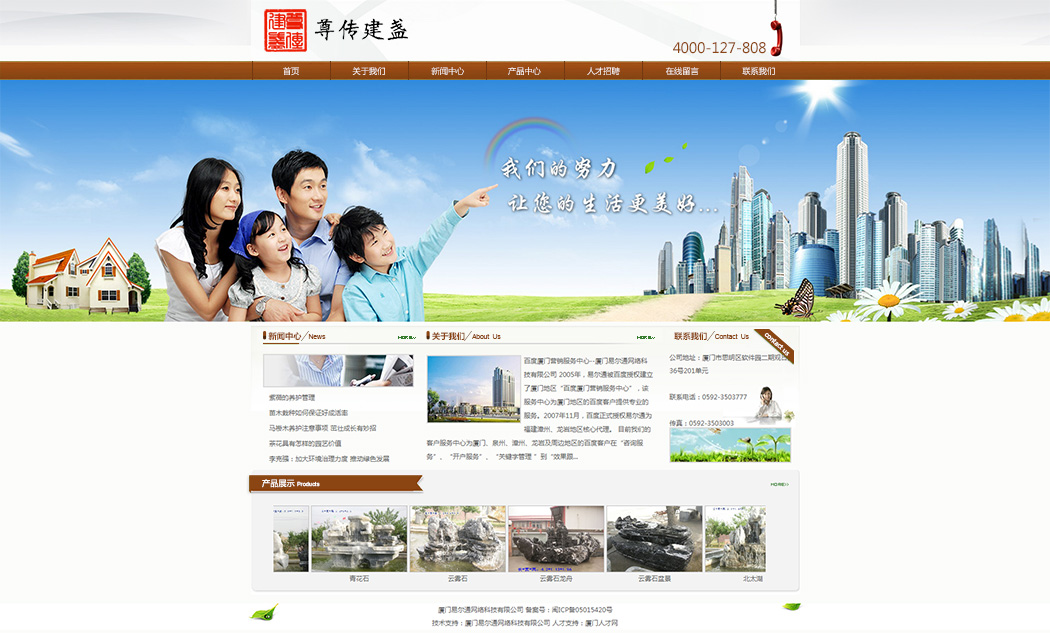 尊传建盏
4000-127-808
首页
关于我们
新闻中心
产品中心
人才招聘
在线留言
联系我们
我们的努力
让您的生活更美好...
新闻中心/News
MORE>>
紫薇的养护管理
苗木栽种如何保证好成活率
马褂木养护注意事项 茁壮成长有妙招
茶花具有怎样的园艺价值
李克强：加大环境治理力度 推动绿色发展
关于我们/About Us
MORE>>
百度厦门营销服务中心--厦门易尔通网络科
技有限公司 2005年，易尔通被百度授权建立
了厦门地区“百度厦门营销服务中心”，该
服务中心为厦门地区的百度客户提供专业的
服务。2007年11月，百度正式授权易尔通为
福建漳州、龙岩地区核心代理。 目前我们的
客户服务中心为厦门、泉州、漳州、龙岩及周边地区的百度客户在“咨询服
务”、“开户服务”、“关键字管理 ”到“效果跟...
联系我们/Contact Us
contact us
公司地址：厦门市思明区软件园二期观日
36号201单元
联系电话：0592-3503777
传真：0592-3503003
产品展示 Products
MORE>>
青花石
云雾石
云雾石龙舟
云雾石盆景
北太湖
厦门易尔通网络科技有限公司 备案号：闽ICP备05015420号
技术支持：厦门易尔通网络科技有限公司 人才支持：厦门人才网